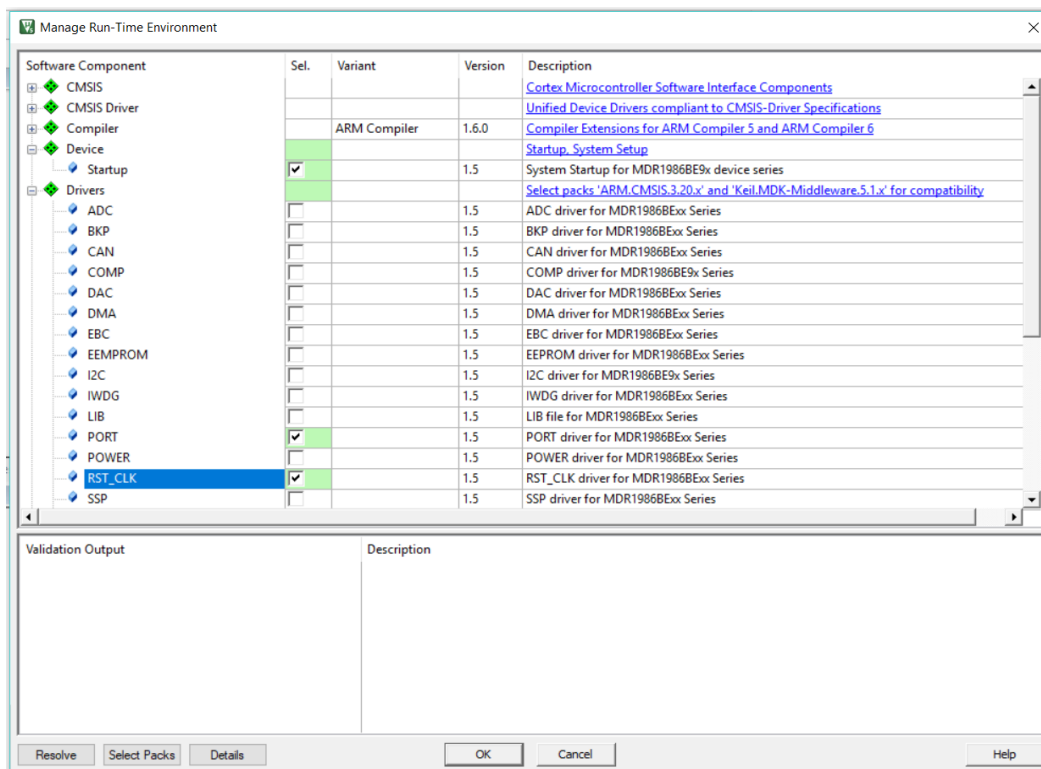 Manage Run-Time Environment
Software Component Sel. Variant Version Description
CMSIS Cortex Microcontroller Software Interface Components
CMSIS Driver Unified Device Drivers compliant to CMSIS-Driver Specifications
Compiler ARM Compiler 1.6.0 Compiler Extensions for ARM Compiler 5 and ARM Compiler 6
Device Startup, System Setup
Startup 1.5 System Startup for MDR1986BE9x device series
Drivers Select packs 'ARM.CMSIS.3.20.x' and 'Keil.MDK-Middleware.5.1.x' for compatibility
ADC 1.5 ADC driver for MDR1986BExx Series
BKP 1.5 BKP driver for MDR1986BExx Series
CAN 1.5 CAN driver for MDR1986BExx Series
COMP 1.5 COMP driver for MDR1986BE9x Series
DAC 1.5 DAC driver for MDR1986BExx Series
DMA 1.5 DMA driver for MDR1986BExx Series
EBC 1.5 EBC driver for MDR1986BExx Series
EEMPROM 1.5 EEPROM driver for MDR1986BExx Series
I2C 1.5 I2C driver for MDR1986BE9x Series
IWDG 1.5 IWDG driver for MDR1986BExx Series
LIB 1.5 LIB file for MDR1986BExx Series
PORT 1.5 PORT driver for MDR1986BExx Series
POWER 1.5 POWER driver for MDR1986BExx Series
RST_CLK 1.5 RST_CLK driver for MDR1986BExx Series
SSP 1.5 SSP driver for MDR1986BExx Series
Validation Output Description
Resolve Select Packs Details OK Cancel Help